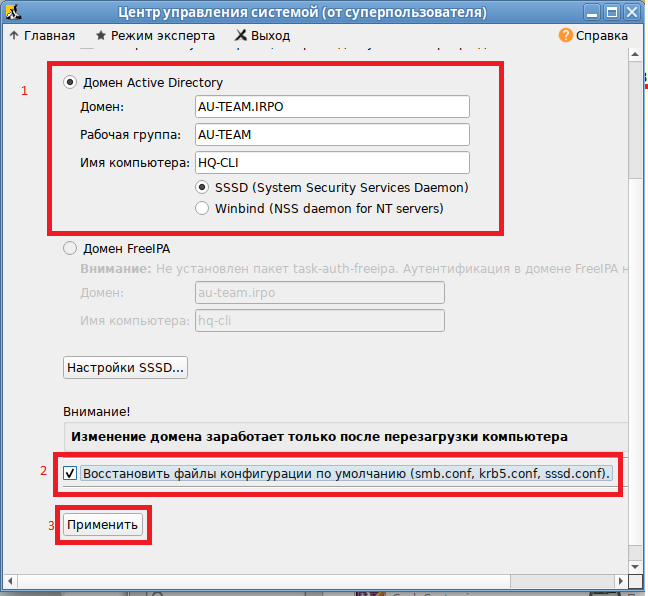 Центр управления системой (от суперпользователя)
Главная Режим эксперта Выход Справка
1
Домен Active Directory
Домен: AU-TEAM.IRPO
Рабочая группа: AU-TEAM
Имя компьютера: HQ-CLI
SSSD (System Security Services Daemon)
Winbind (NSS daemon for NT servers)
Домен FreeIPA
Внимание: Не установлен пакет task-auth-freeipa. Аутентификация в домене FreeIPA н
Домен: au-team.irpo
Имя компьютера: hq-cli
Настройки SSSD...
Внимание!
Изменение домена заработает только после перезагрузки компьютера
2 Восстановить файлы конфигурации по умолчанию (smb.conf, krb5.conf, sssd.conf).
3 Применить